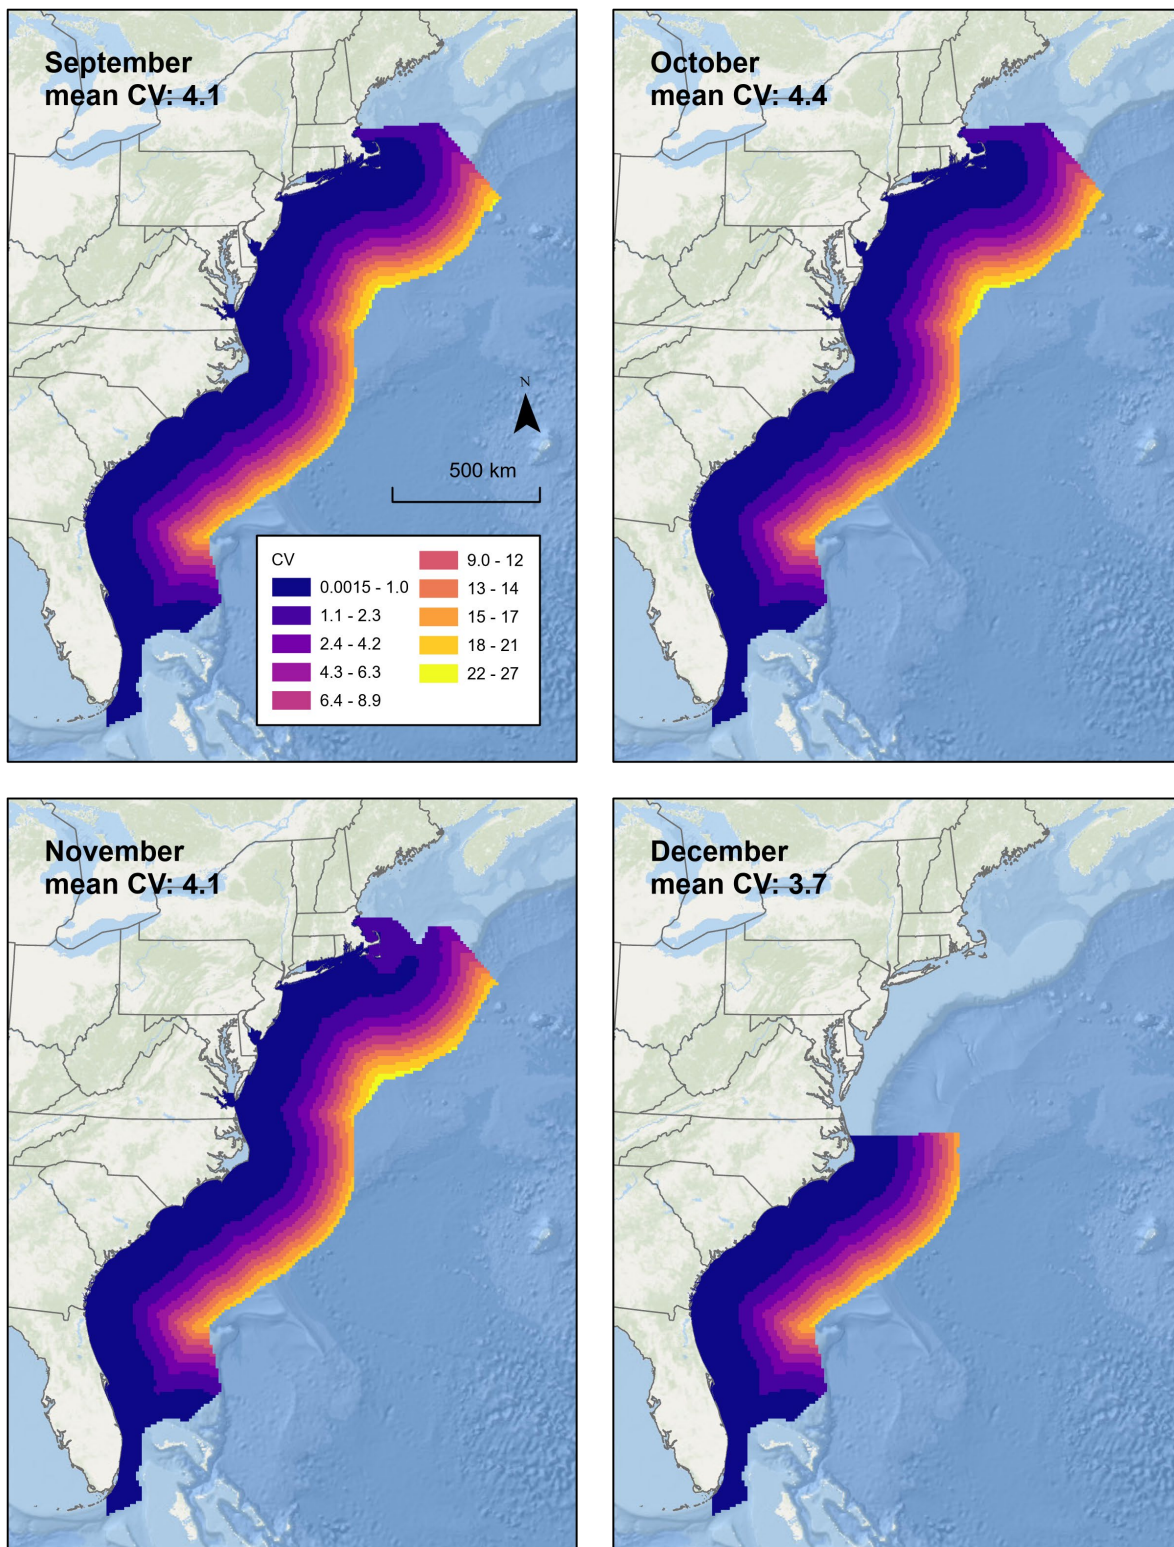 September
mean CV: 4.1
October
mean CV: 4.4
N
500 km
CV
0.0015 - 1.0
1.1 - 2.3
2.4 - 4.2
4.3 - 6.3
6.4 - 8.9
9.0 - 12
13 - 14
15 - 17
18 - 21
22 - 27
November
mean CV: 4.1
December
mean CV: 3.7